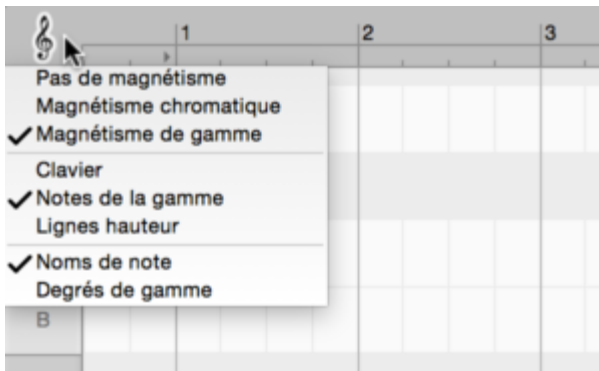 1 2 3
Pas de magnétisme
Magnétisme chromatique
Magnétisme de gamme
Clavier
Notes de la gamme
Lignes hauteur
Noms de note
Degrés de gamme
B